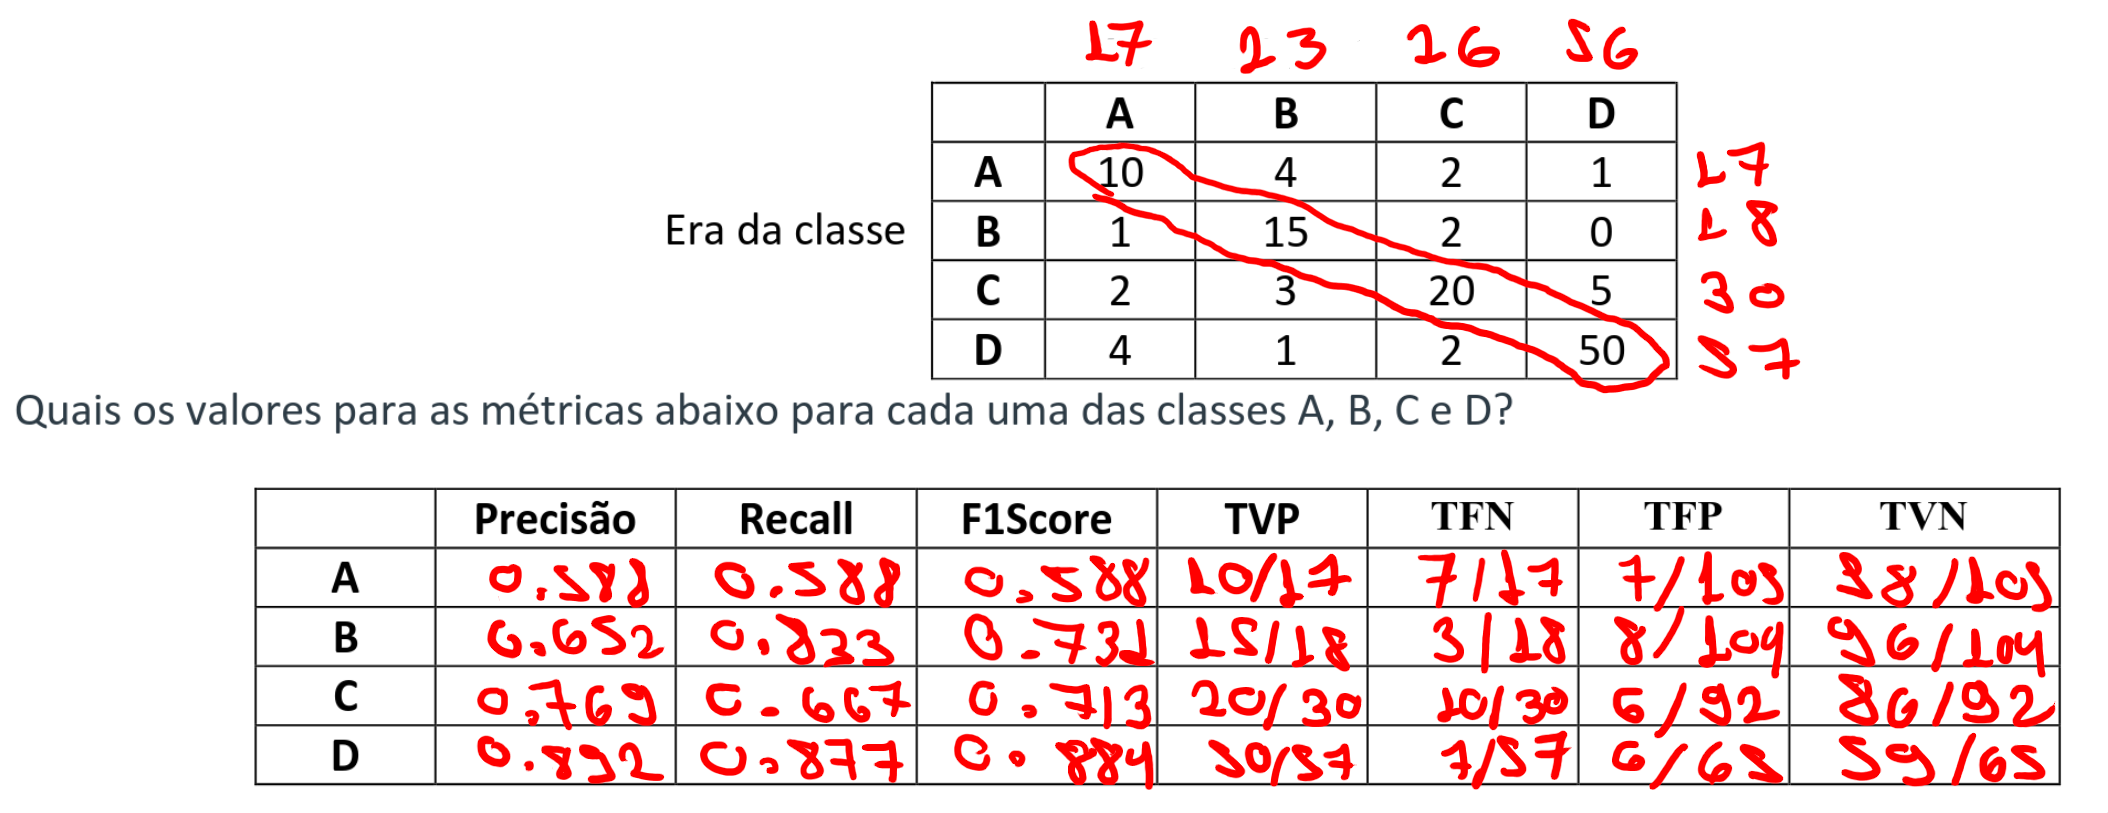 17 23 26 56
A B C D
A 10 4 2 1 17
Era da classe B 1 15 2 0 18
C 2 3 20 5 30
D 4 1 2 50 57
Quais os valores para as métricas abaixo para cada uma das classes A, B, C e D?
Precisão Recall F1Score TVP TFN TFP TVN
A 0.588 0.588 0.588 10/17 7/17 7/105 98/105
B 0.652 0.833 0.731 15/18 3/18 8/104 96/104
C 0.769 0.667 0.713 20/30 10/30 6/92 86/92
D 0.892 0.877 0.884 50/57 7/57 6/65 59/65